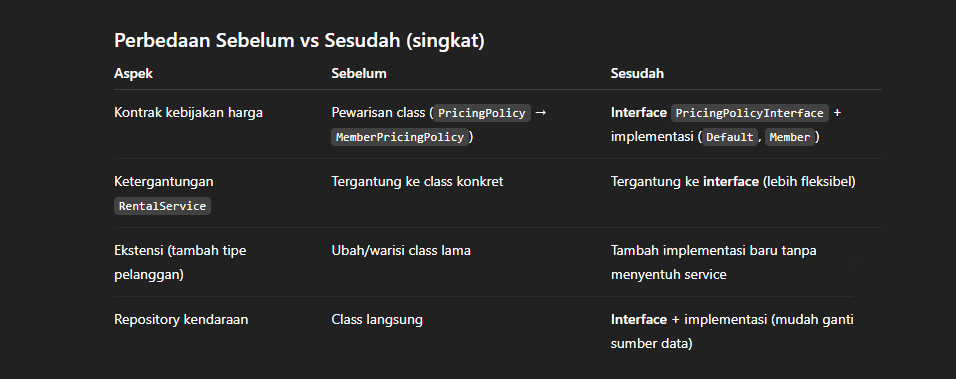 Perbedaan Sebelum vs Sesudah (singkat)
Aspek Sebelum Sesudah
Kontrak kebijakan harga Pewarisan class (PricingPolicy → Interface PricingPolicyInterface +
MemberPricingPolicy) implementasi (Default, Member)
Ketergantungan Tergantung ke class konkret Tergantung ke interface (lebih fleksibel)
RentalService
Ekstensi (tambah tipe Ubah/warisi class lama Tambah implementasi baru tanpa
pelanggan) menyentuh service
Repository kendaraan Class langsung Interface + implementasi (mudah ganti
sumber data)